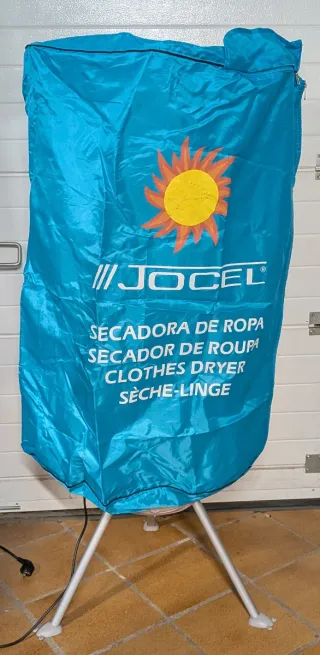 JOCEL®
SECADORA DE ROPA
SECADOR DE ROUPA
CLOTHES DRYER
SÈCHE-LINGE